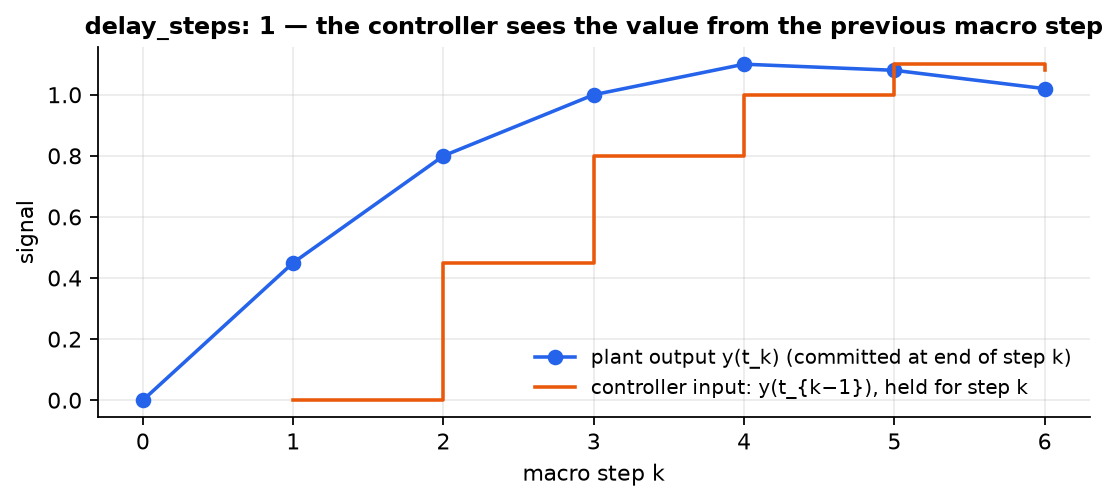 delay_steps: 1 — the controller sees the value from the previous macro step
signal
1.0
0.8
0.6
0.4
0.2
0.0
plant output y(t_k) (committed at end of step k)
controller input: y(t_{k−1}), held for step k
0 1 2 3 4 5 6
macro step k